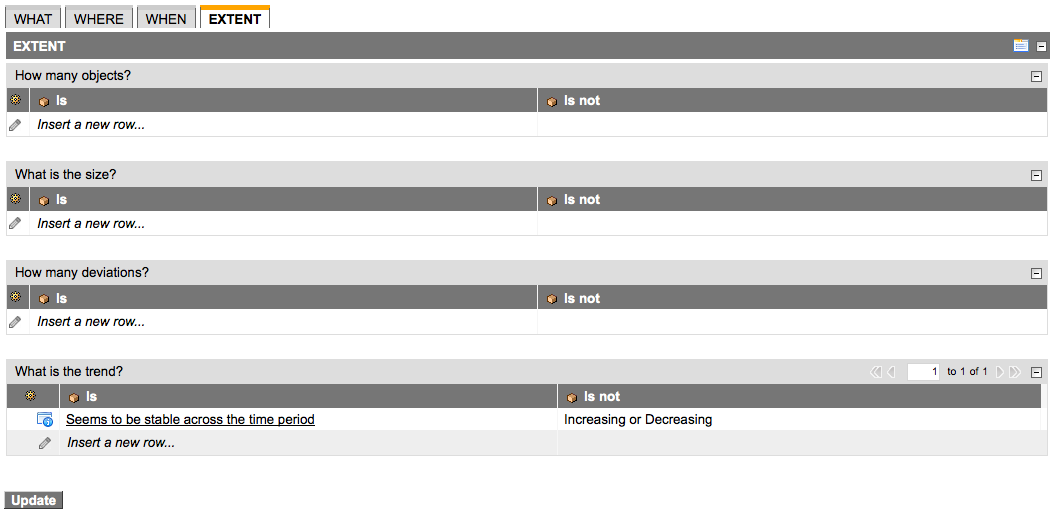 WHAT WHERE WHEN EXTENT
EXTENT
How many objects?
Is Is not
Insert a new row...
What is the size?
Is Is not
Insert a new row...
How many deviations?
Is Is not
Insert a new row...
What is the trend? 1 to 1 of 1
Is Is not
Seems to be stable across the time period Increasing or Decreasing
Insert a new row...
Update